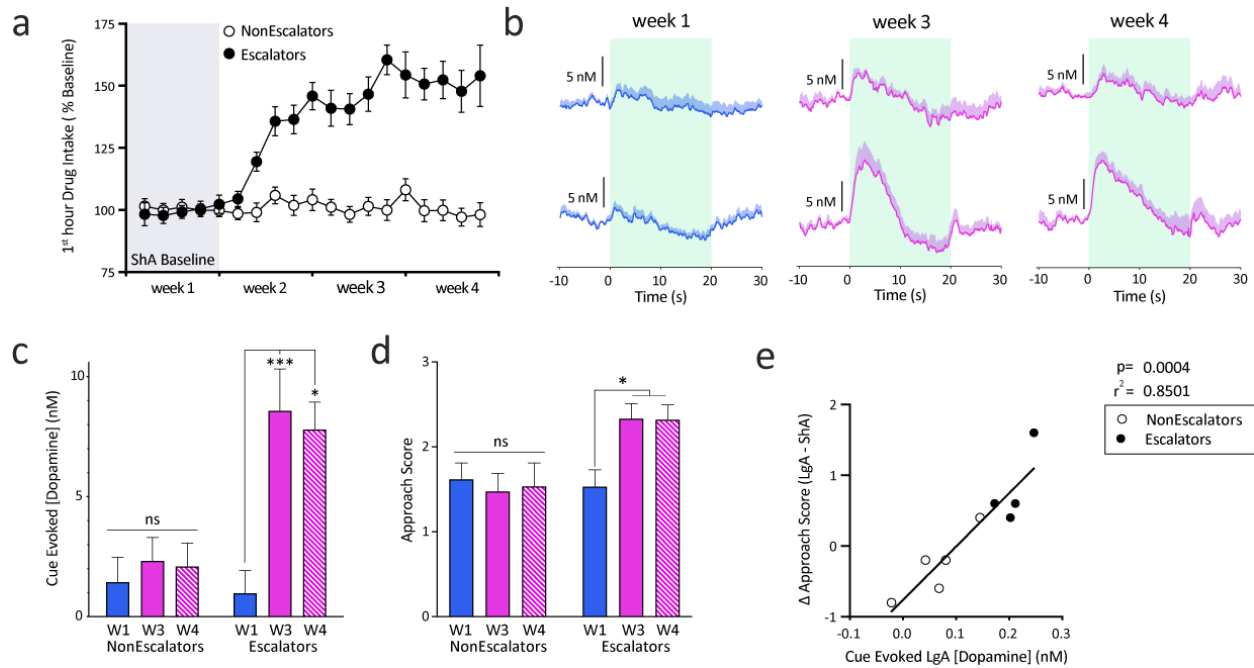 a
175
150
125
100
75
1st hour Drug Intake ( % Baseline)
NonEscalators
Escalators
ShA Baseline
week 1
week 2
week 3
week 4
b
week 1
week 3
week 4
5 nM
5 nM
5 nM
5 nM
5 nM
5 nM
-10 0 10 20 30
-10 0 10 20 30
-10 0 10 20 30
Time (s)
Time (s)
Time (s)
c
Cue Evoked [Dopamine] (nM)
10
5
0
ns
***
*
W1 W3 W4
NonEscalators
W1 W3 W4
Escalators
d
Approach Score
3
2
1
0
ns
*
W1 W3 W4
NonEscalators
W1 W3 W4
Escalators
e
p= 0.0004
r2 = 0.8501
NonEscalators
Escalators
Δ Approach Score (LgA - ShA)
2
1
0
-1
-0.1 0.0 0.1 0.2 0.3
Cue Evoked LgA [Dopamine] (nM)